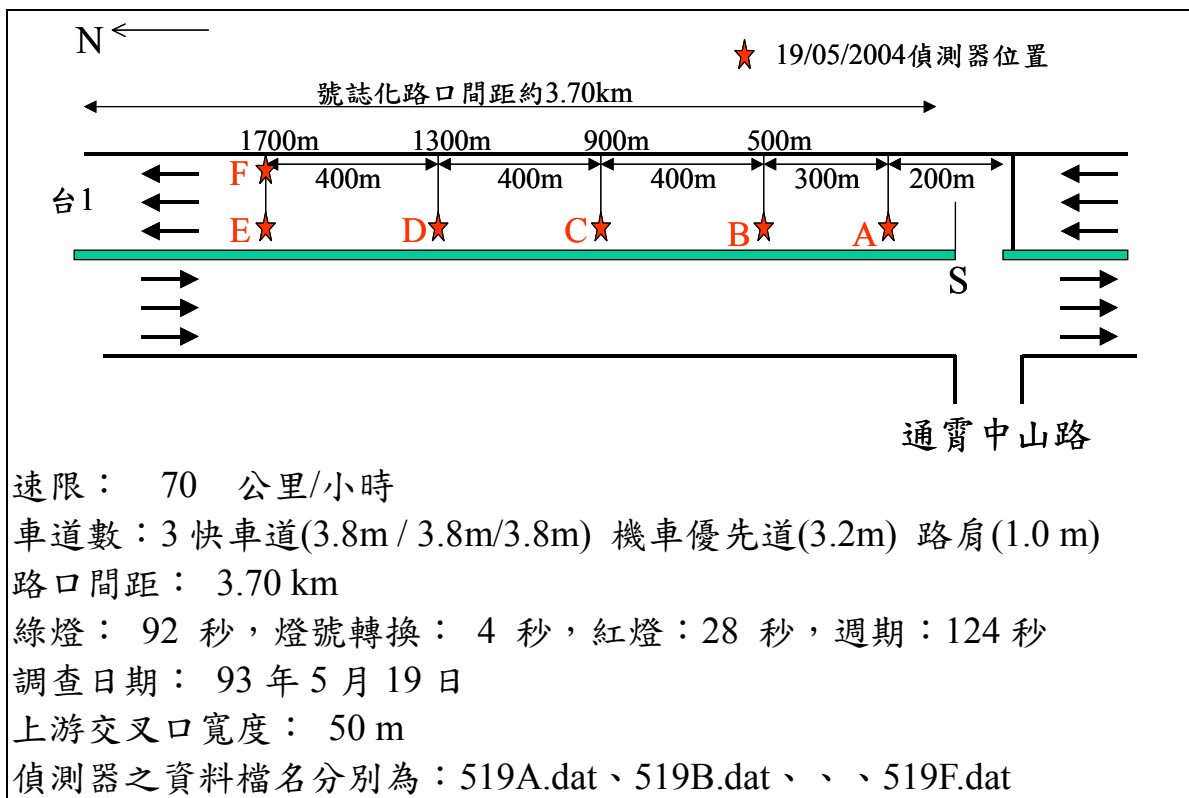 N
19/05/2004偵測器位置
號誌化路口間距約3.70km
1700m 1300m 900m 500m
400m 400m 400m 300m 200m
F
台1
E D C B A
S
通霄中山路
速限： 70 公里/小時
車道數：3 快車道(3.8m / 3.8m/3.8m) 機車優先道(3.2m) 路肩(1.0 m)
路口間距： 3.70 km
綠燈： 92 秒，燈號轉換： 4 秒，紅燈：28 秒，週期：124 秒
調查日期： 93 年 5 月 19 日
上游交叉口寬度： 50 m
偵測器之資料檔名分別為：519A.dat、519B.dat、、、519F.dat